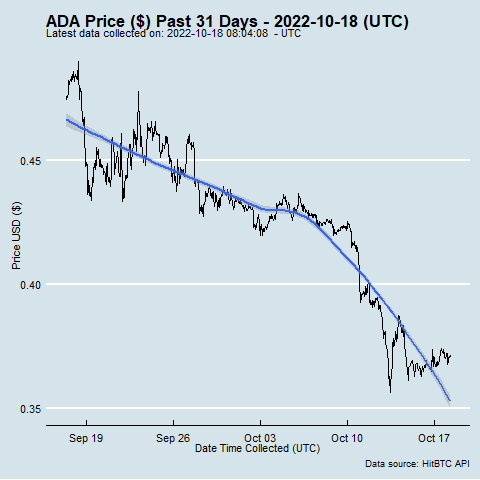 ADA Price ($) Past 31 Days - 2022-10-18 (UTC)
Latest data collected on: 2022-10-18 08:04:08 - UTC
Price USD ($)
0.45
0.40
0.35
Sep 19 Sep 26 Oct 03 Oct 10 Oct 17
Date Time Collected (UTC)
Data source: HitBTC API